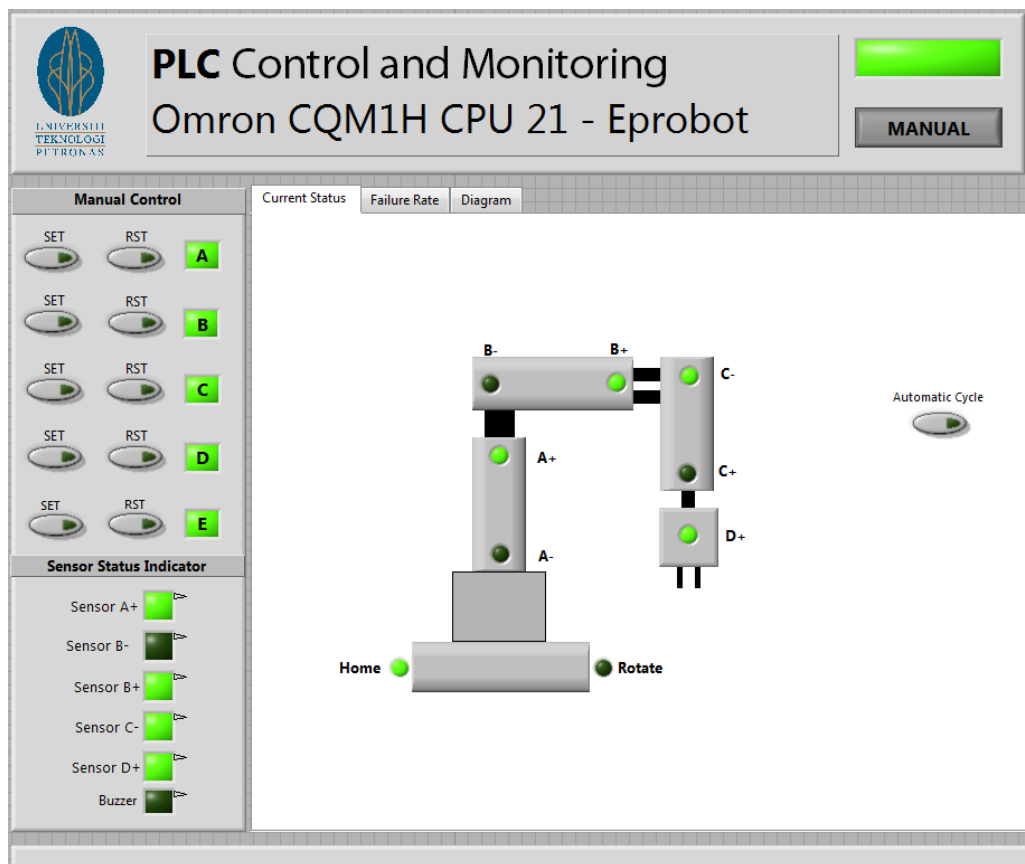 UNIVERSITI
TEKNOLOGI
PETRONAS
PLC Control and Monitoring
Omron CQM1H CPU 21 - Eprobot
MANUAL
Manual Control
SET RST A
SET RST B
SET RST C
SET RST D
SET RST E
Sensor Status Indicator
Sensor A+
Sensor B-
Sensor B+
Sensor C-
Sensor D+
Buzzer
Current Status Failure Rate Diagram
B- B+
C-
Automatic Cycle
A+
C+
D+
A-
Home Rotate